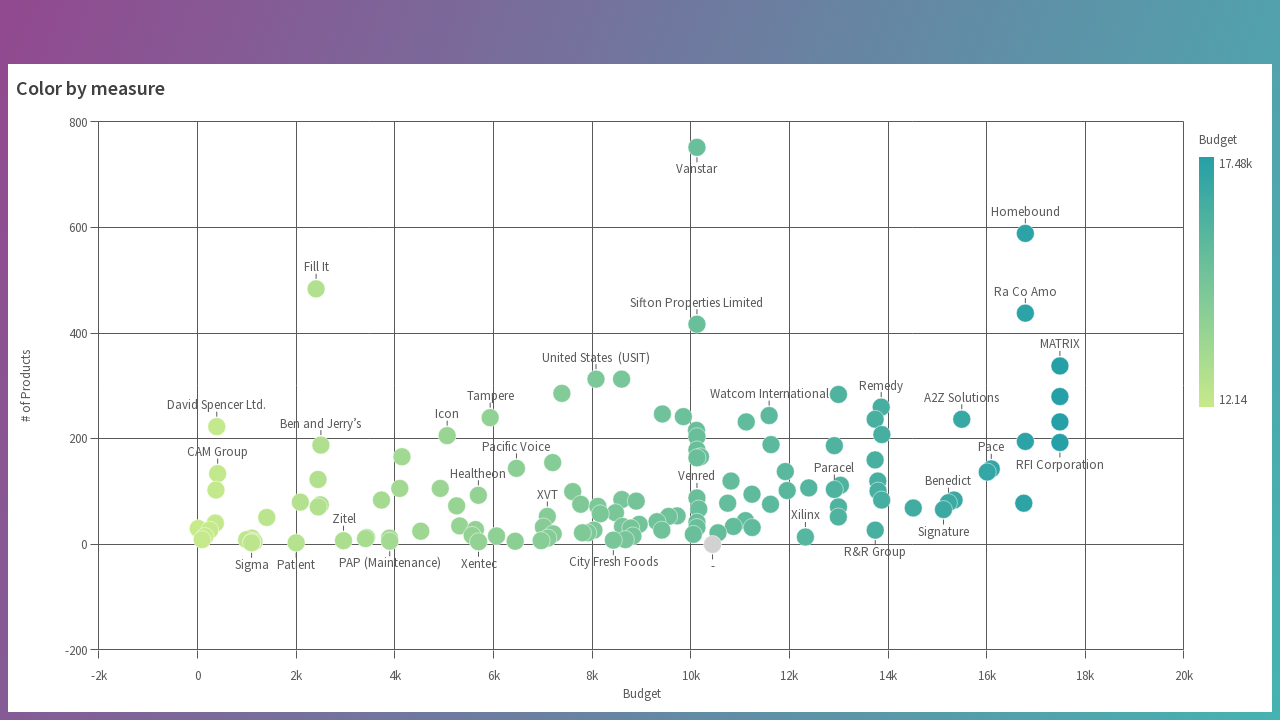 Color by measure
# of Products
800
600
400
200
0
-200
Vanstar
Homebound
Fill It
Ra Co Amo
Sifton Properties Limited
MATRIX
United States (USIT)
Tampere
Watcom International
Remedy
A2Z Solutions
David Spencer Ltd.
Icon
Ben and Jerry's
CAM Group
Pacific Voice
Pace
RFI Corporation
Healtheon
Venred
Paracel
Benedict
XVT
Zitel
Xilinx
Signature
R&R Group
Sigma
Patient
PAP (Maintenance)
Xentec
City Fresh Foods
-
-2k
0
2k
4k
6k
8k
10k
12k
14k
16k
18k
20k
Budget
Budget
17.48k
12.14